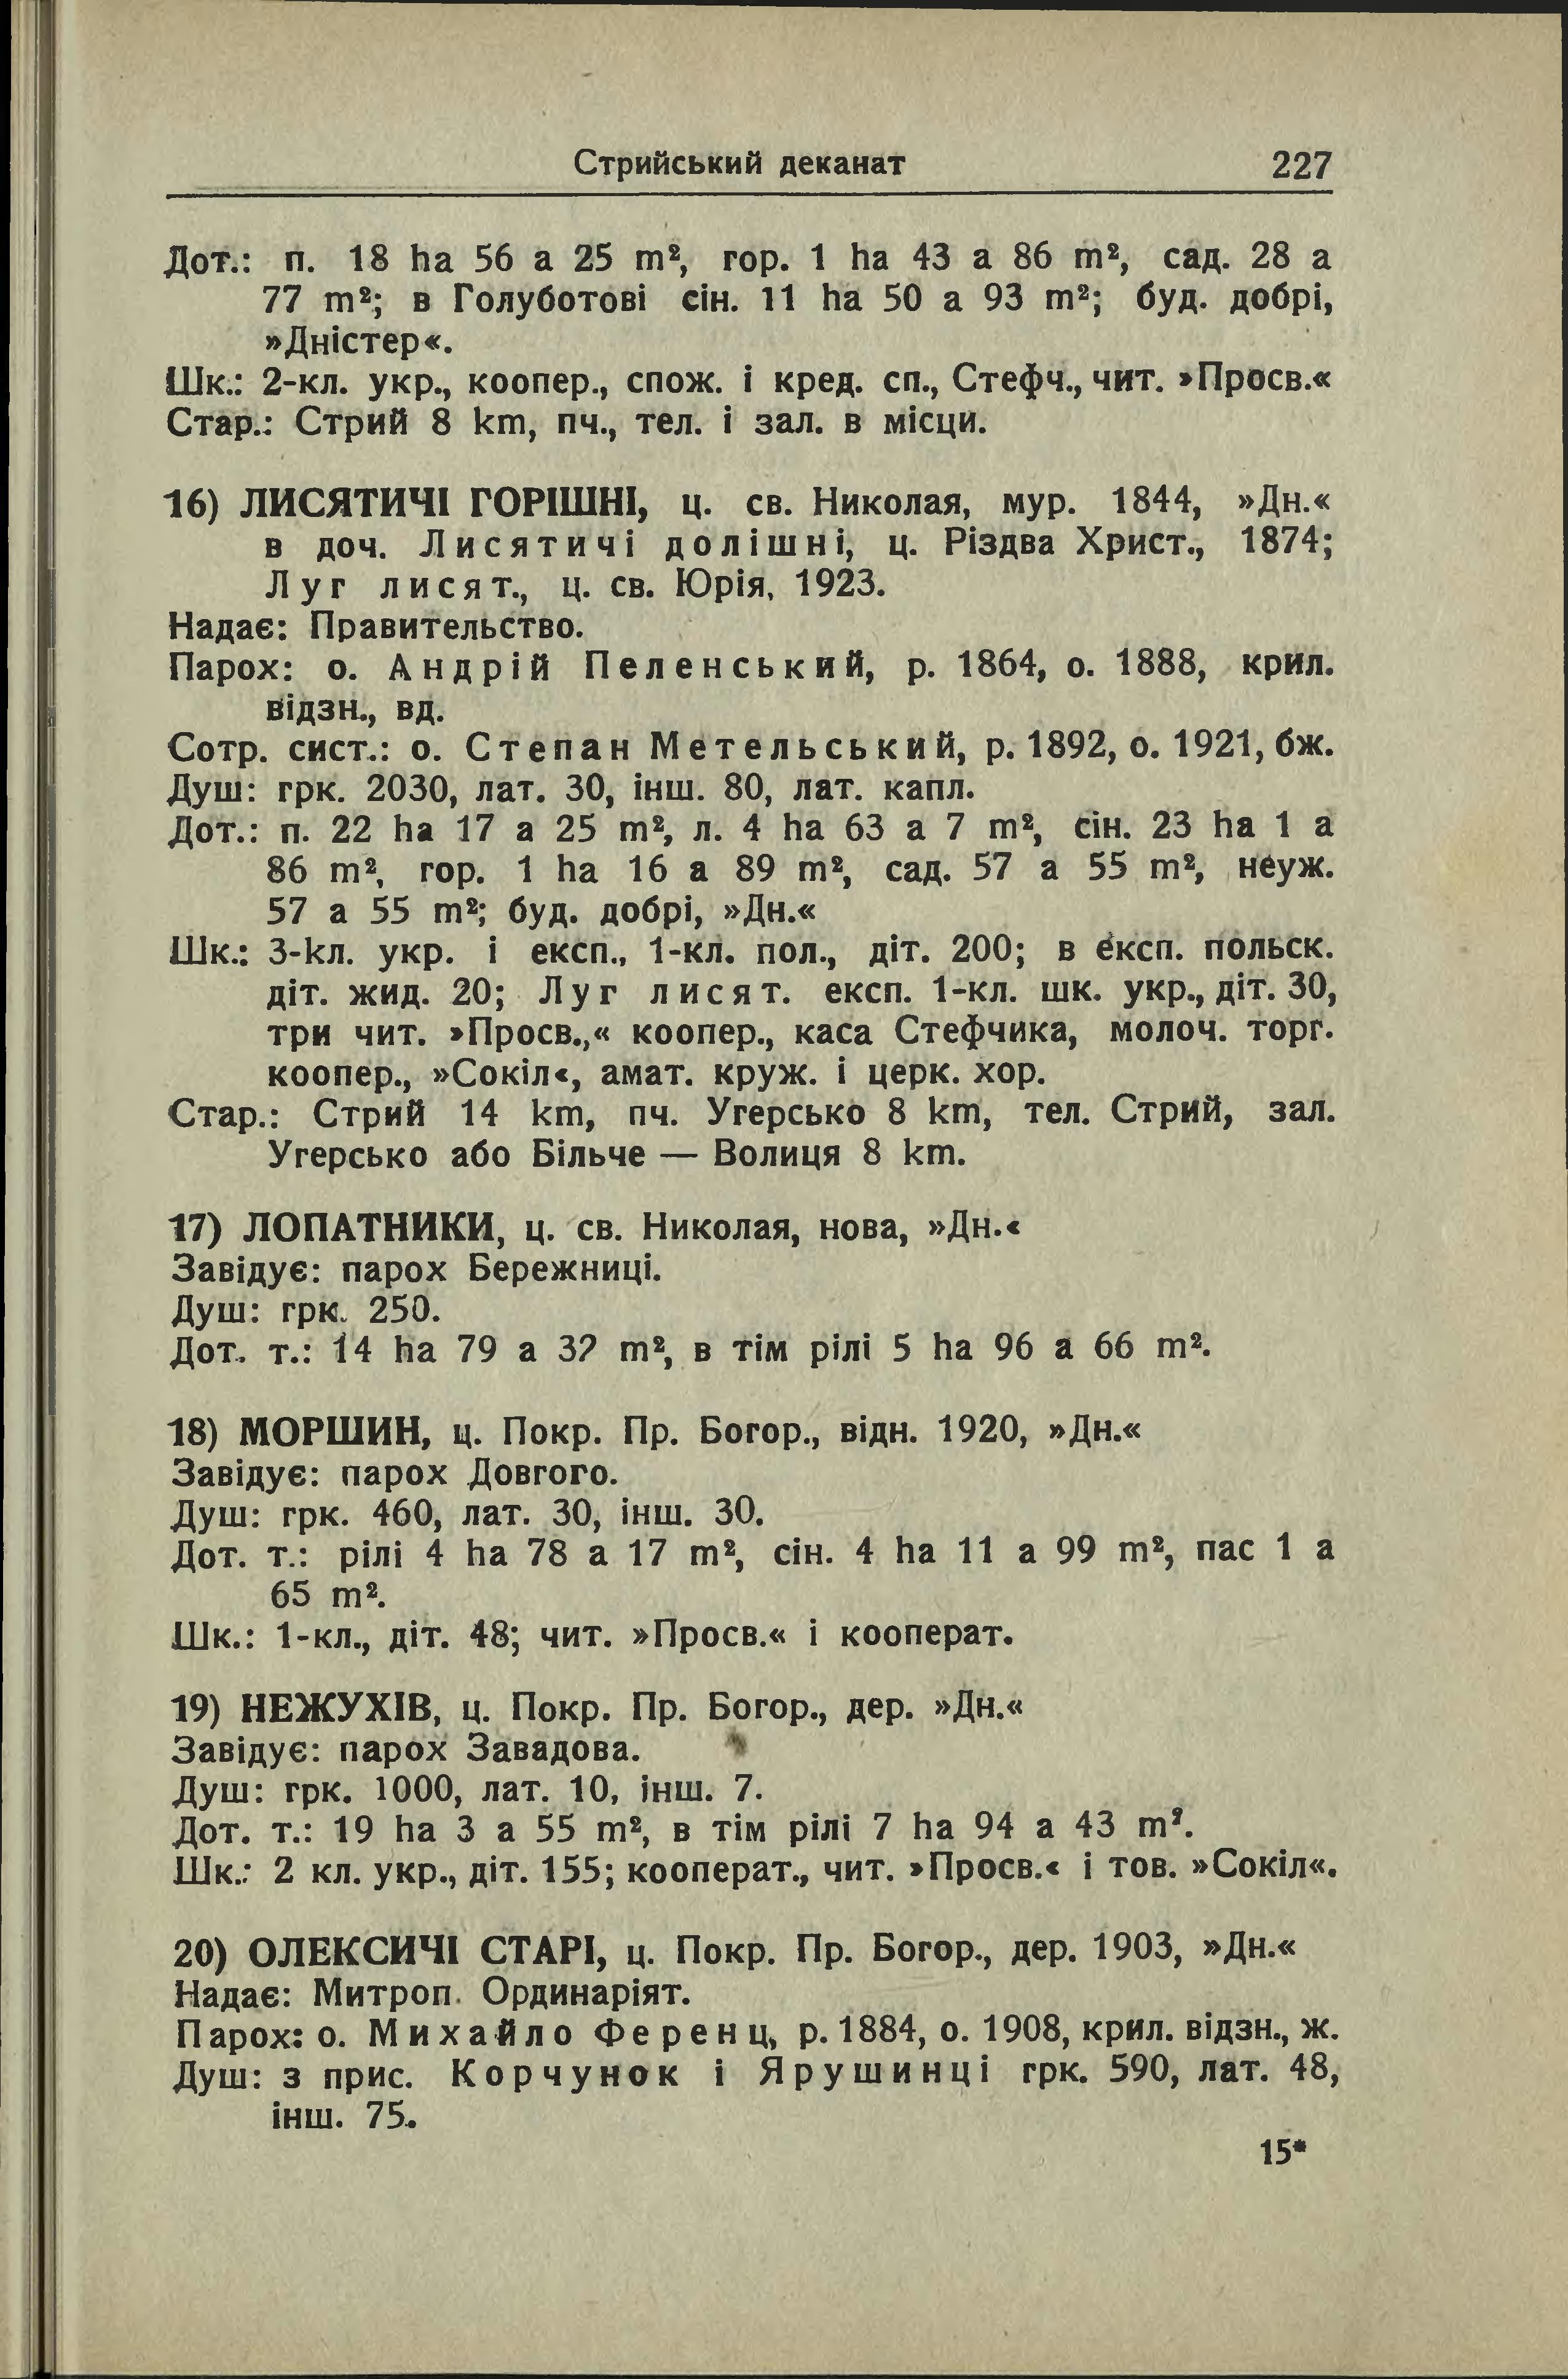 Стрийський деканат 227
Дот.: п. 18 ha 56 a 25 m², гор. 1 ha 43 a 86 m², сад. 28 a
77 m²; в Голуботові сін. 11 ha 50 a 93 m²; буд. добрі,
»Дністер«.
Шк.: 2-кл. укр., коопер., спож. і кред. сп., Стефч., чит. »Просв.«
Стар.: Стрий 8 km, пч., тел. і зал. в місци.
16) ЛИСЯТИЧІ ГОРІШНІ, ц. св. Николая, мур. 1844, »Дн.«
в доч. Лисятичі долішні, ц. Різдва Христ., 1874;
Луг лисят., ц. св. Юрія, 1923.
Надає: Правительство.
Парох: о. Андрій Пеленський, р. 1864, о. 1888, крил.
відзн., вд.
Сотр. сист.: о. Степан Метельський, р. 1892, о. 1921, бж.
Душ: грк. 2030, лат. 30, інш. 80, лат. капл.
Дот.: п. 22 ha 17 a 25 m², л. 4 ha 63 a 7 m², сін. 23 ha 1 a
86 m², гор. 1 ha 16 a 89 m², сад. 57 a 55 m², неуж.
57 a 55 m²; буд. добрі, »Дн.«
Шк.: 3-кл. укр. і експ., 1-кл. пол., діт. 200; в експ. польск.
діт. жид. 20; Луг лисят. експ. 1-кл. шк. укр., діт. 30,
три чит. »Просв.,« коопер., каса Стефчика, молоч. торг.
коопер., »Сокіл«, амат. круж. і церк. хор.
Стар.: Стрий 14 km, пч. Угерсько 8 km, тел. Стрий, зал.
Угерсько або Більче — Волиця 8 km.
17) ЛОПАТНИКИ, ц. св. Николая, нова, »Дн.«
Завідує: парох Бережниці.
Душ: грк. 250.
Дот. т.: 14 ha 79 a 3? m², в тім рілі 5 ha 96 a 66 m².
18) МОРШИН, ц. Покр. Пр. Богор., відн. 1920, »Дн.«
Завідує: парох Довгого.
Душ: грк. 460, лат. 30, інш. 30.
Дот. т.: рілі 4 ha 78 a 17 m², сін. 4 ha 11 a 99 m², пас 1 a
65 m².
Шк.: 1-кл., діт. 48; чит. »Просв.« і кооперат.
19) НЕЖУХІВ, ц. Покр. Пр. Богор., дер. »Дн.«
Завідує: парох Завадова.
Душ: грк. 1000, лат. 10, інш. 7.
Дот. т.: 19 ha 3 a 55 m², в тім рілі 7 ha 94 a 43 m².
Шк.: 2 кл. укр., діт. 155; кооперат., чит. »Просв.« і тов. »Сокіл«.
20) ОЛЕКСИЧІ СТАРІ, ц. Покр. Пр. Богор., дер. 1903, »Дн.«
Надає: Митроп. Ординаріят.
Парох: о. Михайло Ференц, р. 1884, о. 1908, крил. відзн., ж.
Душ: з прис. Корчунок і Ярушинці грк. 590, лат. 48,
інш. 75.
15*